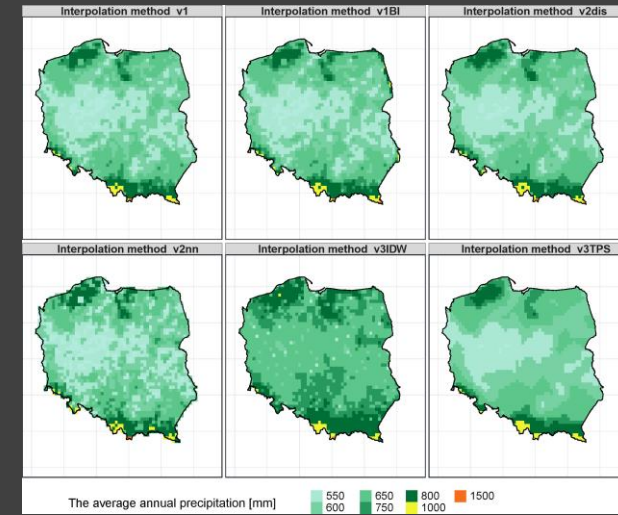 Interpolation method v1
Interpolation method v1BI
Interpolation method v2dis
Interpolation method v2nn
Interpolation method v3IDW
Interpolation method v3TPS
The average annual precipitation [mm]
550 650 800 1500
600 750 1000